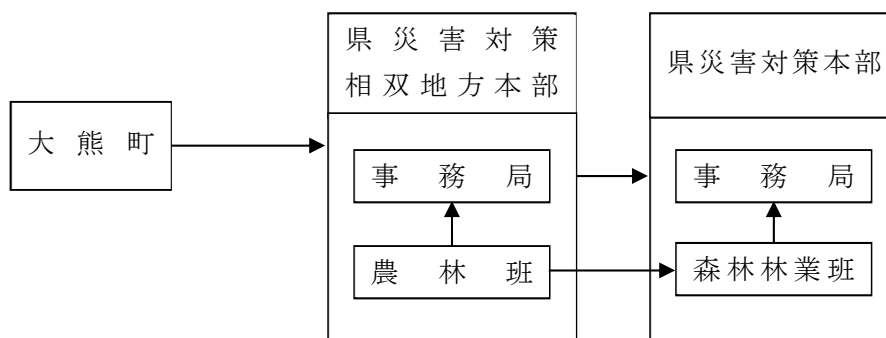 大熊町
県災害対策
相双地方本部
事務局
農林班
県災害対策本部
事務局
森林林業班